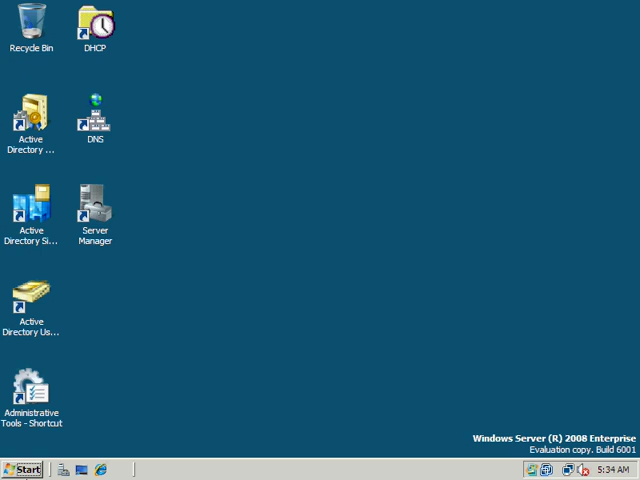 Recycle Bin
DHCP
Active
Directory ...
DNS
Active
Directory Si...
Server
Manager
Active
Directory Us...
Administrative
Tools - Shortcut
Windows Server (R) 2008 Enterprise
Evaluation copy. Build 6001
Start
5:34 AM